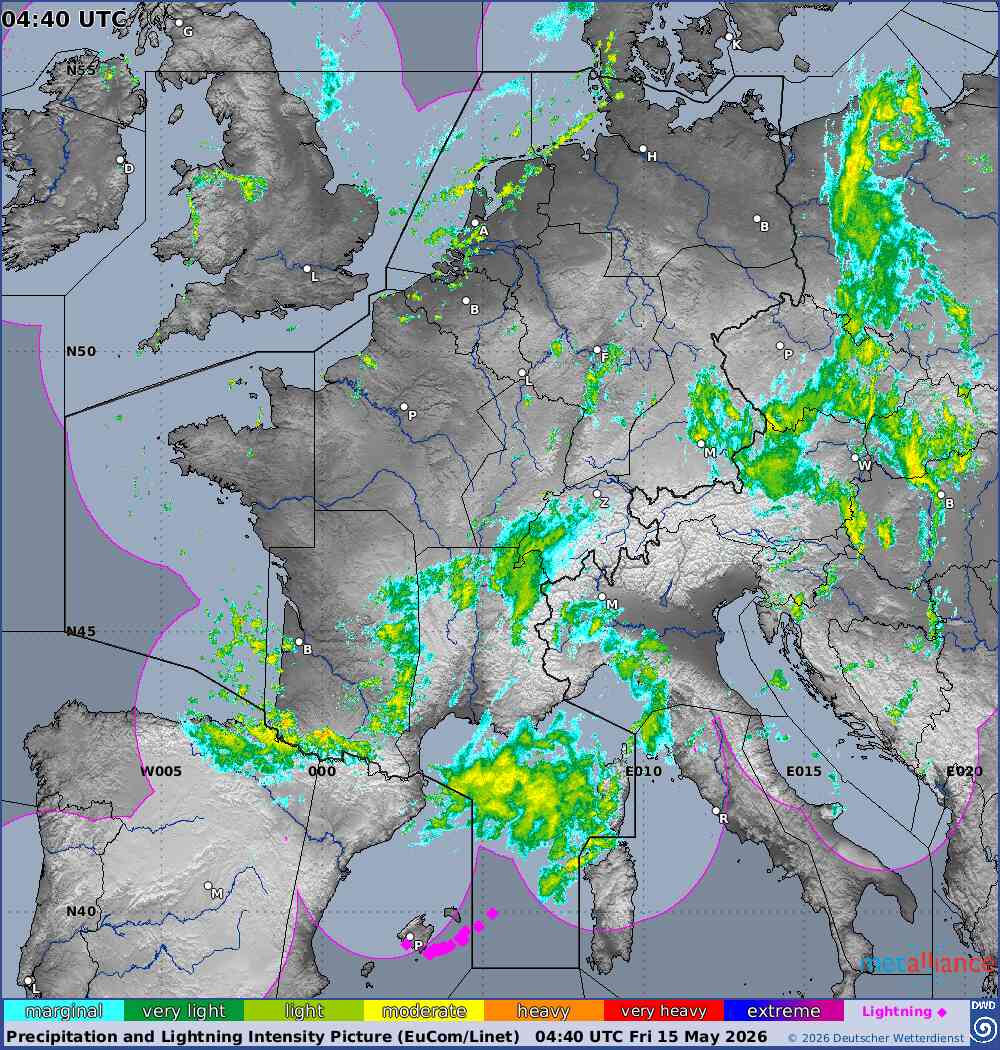 04:40 UTC
G
K
N55
D
H
A
B
L
B
N50
P
F
L
P
M
W
Z
B
M
N45
B
W005
000
E010
E015
E020
R
M
N40
P
L
metalliance
marginal very light light moderate heavy very heavy extreme Lightning
DWD
Precipitation and Lightning Intensity Picture (EuCom/Linet) 04:40 UTC Fri 15 May 2026 © 2026 Deutscher Wetterdienst